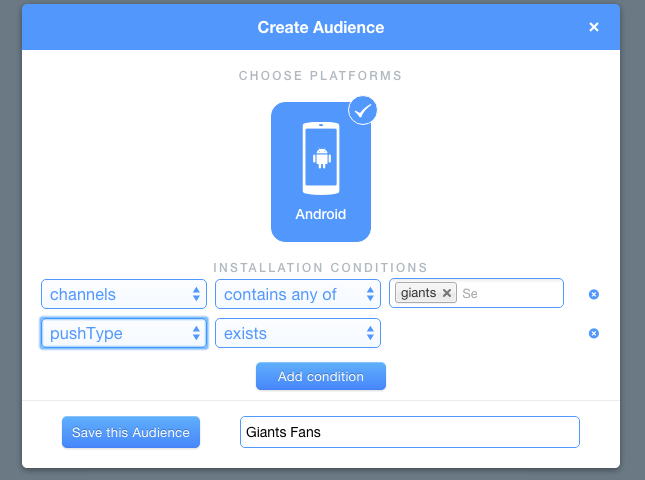 Create Audience ×
CHOOSE PLATFORMS
Android
INSTALLATION CONDITIONS
channels contains any of giants × Se
pushType exists
Add condition
Save this Audience Giants Fans